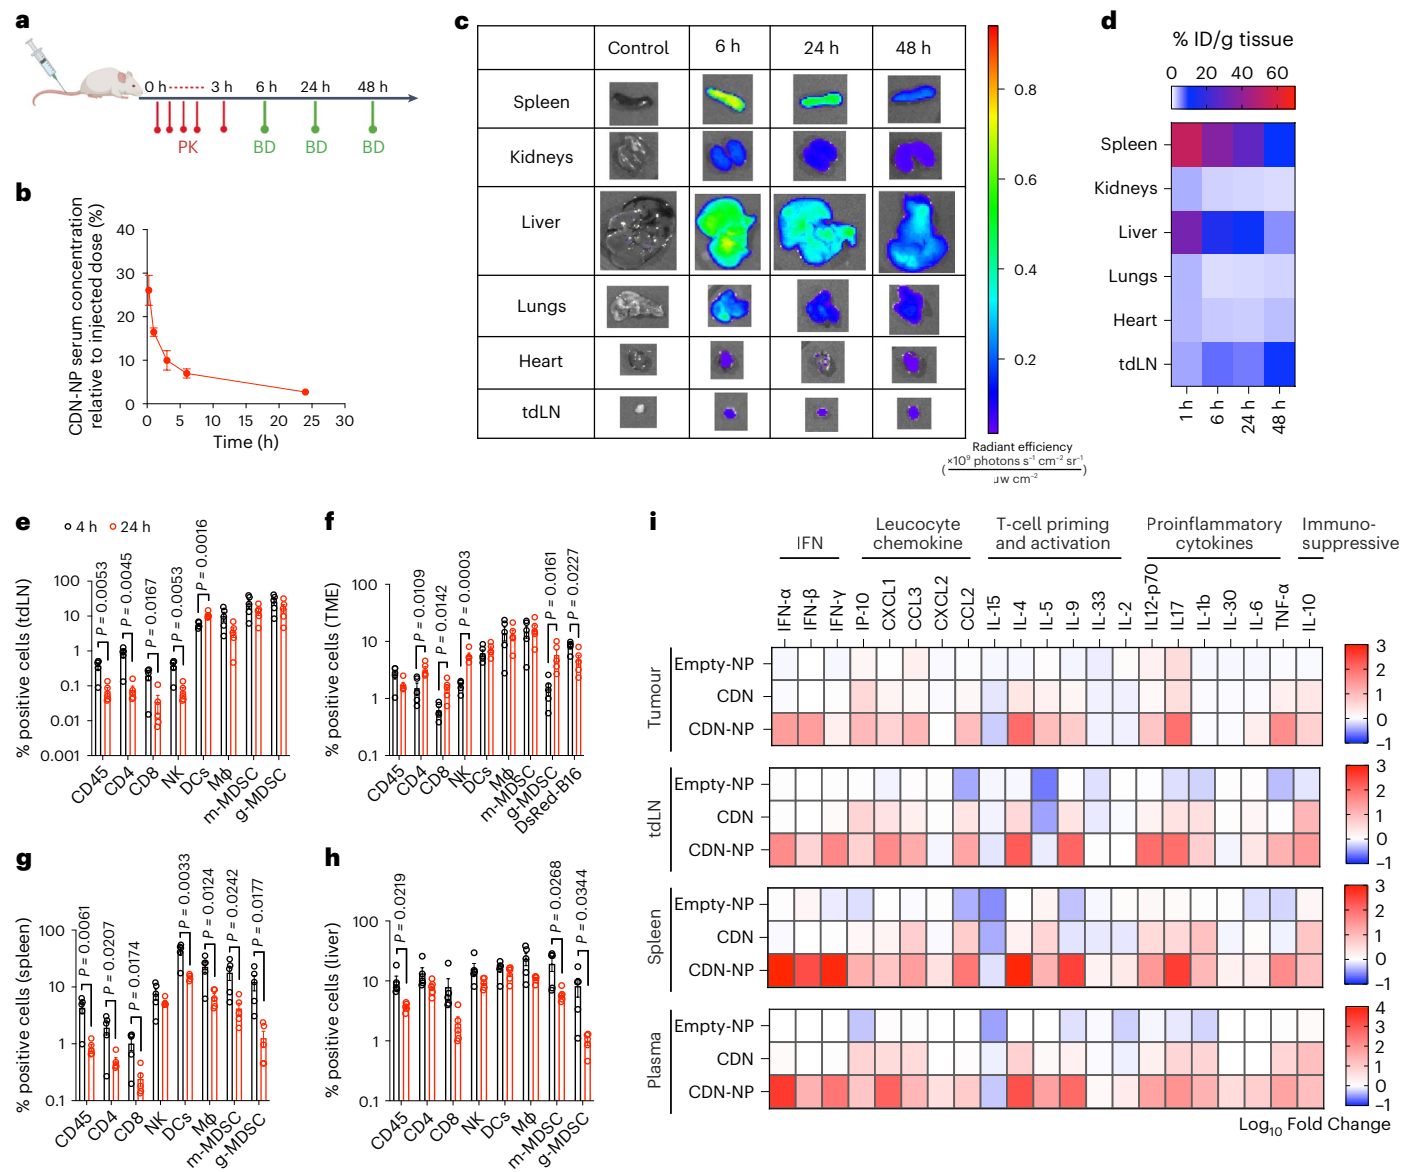 a
0 h
3 h
6 h
24 h
48 h
PK
BD
BD
BD
b
CDN-NP serum concentration
relative to injected dose (%)
40
30
20
10
0
0 5 10 15 20 25 30
Time (h)
c
Control 6 h 24 h 48 h
Spleen
Kidneys
Liver
Lungs
Heart
tdLN
0.8
0.6
0.4
0.2
Radiant efficiency
(×10⁹ photons s⁻¹ cm⁻² sr⁻¹
µw cm⁻²)
d
% ID/g tissue
0 20 40 60
Spleen
Kidneys
Liver
Lungs
Heart
tdLN
1 h 6 h 24 h 48 h
e
4 h 24 h
% positive cells (tdLN)
100
10
1
0.1
0.01
0.001
P = 0.0053
P = 0.0045
P = 0.0167
P = 0.0053
P = 0.0016
CD45 CD4 CD8 NK DCs Mϕ m-MDSC g-MDSC
f
% positive cells (TME)
100
10
1
0.1
P = 0.0109
P = 0.0142
P = 0.0003
P = 0.0161
P = 0.0227
CD45 CD4 CD8 NK DCs Mϕ m-MDSC g-MDSC DsRed-B16
g
% positive cells (spleen)
100
10
1
0.1
P = 0.0061
P = 0.0207
P = 0.0174
P = 0.0033
P = 0.0124
P = 0.0242
P = 0.0177
CD45 CD4 CD8 NK DCs Mϕ m-MDSC g-MDSC
h
% positive cells (liver)
100
10
1
0.1
P = 0.0219
P = 0.0268
P = 0.0344
CD45 CD4 CD8 NK DCs Mϕ m-MDSC g-MDSC
i
IFN
Leucocyte
chemokine
T-cell priming
and activation
Proinflammatory
cytokines
Immuno-
suppressive
IFN-α IFN-β IFN-γ IP-10 CXCL1 CCL3 CXCL2 CCL2 IL-15 IL-4 IL-5 IL-9 IL-33 IL-2 IL12-p70 IL17 IL-1b IL-30 IL-6 TNF-α IL-10
Tumour
Empty-NP
CDN
CDN-NP
3
2
1
0
−1
tdLN
Empty-NP
CDN
CDN-NP
3
2
1
0
−1
Spleen
Empty-NP
CDN
CDN-NP
3
2
1
0
−1
Plasma
Empty-NP
CDN
CDN-NP
4
3
2
1
0
−1
Log₁₀ Fold Change